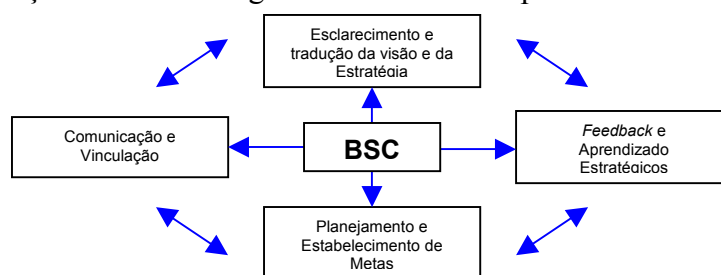 Esclarecimento e
tradução da visão e da
Estratégia
Comunicação e
Vinculação
BSC
Feedback e
Aprendizado
Estratégicos
Planejamento e
Estabelecimento de
Metas